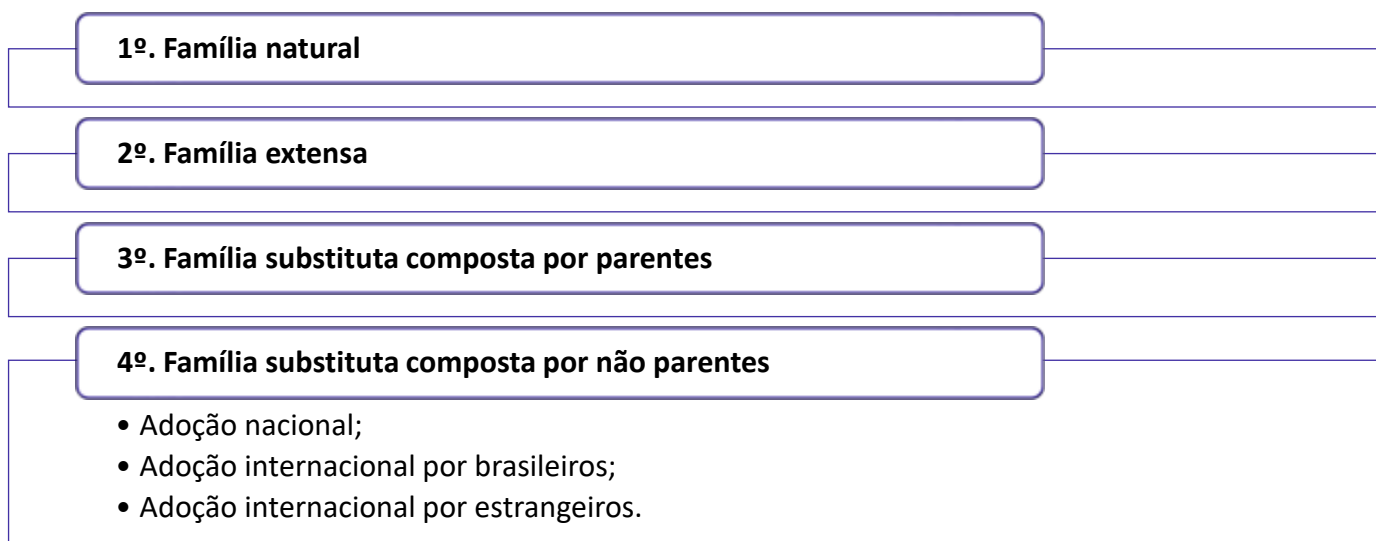 1º. Família natural
2º. Família extensa
3º. Família substituta composta por parentes
4º. Família substituta composta por não parentes
• Adoção nacional;
• Adoção internacional por brasileiros;
• Adoção internacional por estrangeiros.